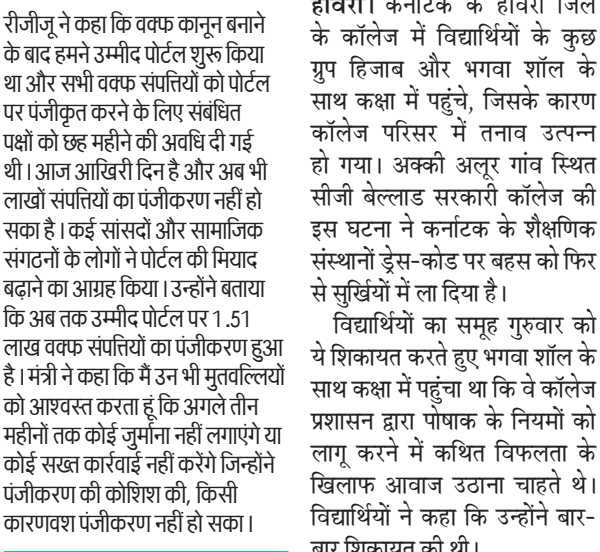 रीजीजू ने कहा कि वक्फ कानून बनाने
के बाद हमने उम्मीद पोर्टल शुरू किया
था और सभी वक्फ संपत्तियों को पोर्टल
पर पंजीकृत करने के लिए संबंधित
पक्षों को छह महीने की अवधि दी गई
थी। आज आखिरी दिन है और अब भी
लाखों संपत्तियों का पंजीकरण नहीं हो
सका है। कई सांसदों और सामाजिक
संगठनों के लोगों ने पोर्टल की मियाद
बढ़ाने का आग्रह किया। उन्होंने बताया
कि अब तक उम्मीद पोर्टल पर 1.51
लाख वक्फ संपत्तियों का पंजीकरण हुआ
है। मंत्री ने कहा कि मैं उन भी मुतवल्लियों
को आश्वस्त करता हूं कि अगले तीन
महीनों तक कोई जुर्माना नहीं लगाएंगे या
कोई सख्त कार्रवाई नहीं करेंगे जिन्होंने
पंजीकरण की कोशिश की, किसी
कारणवश पंजीकरण नहीं हो सका।
हावेरी। कर्नाटक के हावेरी जिले
के कॉलेज में विद्यार्थियों के कुछ
ग्रुप हिजाब और भगवा शॉल के
साथ कक्षा में पहुंचे, जिसके कारण
कॉलेज परिसर में तनाव उत्पन्न
हो गया। अक्की अलूर गांव स्थित
सीजी बेल्लाड सरकारी कॉलेज की
इस घटना ने कर्नाटक के शैक्षणिक
संस्थानों ड्रेस-कोड पर बहस को फिर
से सुर्खियों में ला दिया है।
विद्यार्थियों का समूह गुरुवार को
ये शिकायत करते हुए भगवा शॉल के
साथ कक्षा में पहुंचा था कि वे कॉलेज
प्रशासन द्वारा पोषाक के नियमों को
लागू करने में कथित विफलता के
खिलाफ आवाज उठाना चाहते थे।
विद्यार्थियों ने कहा कि उन्होंने बार-
बार शिकायत की थी।